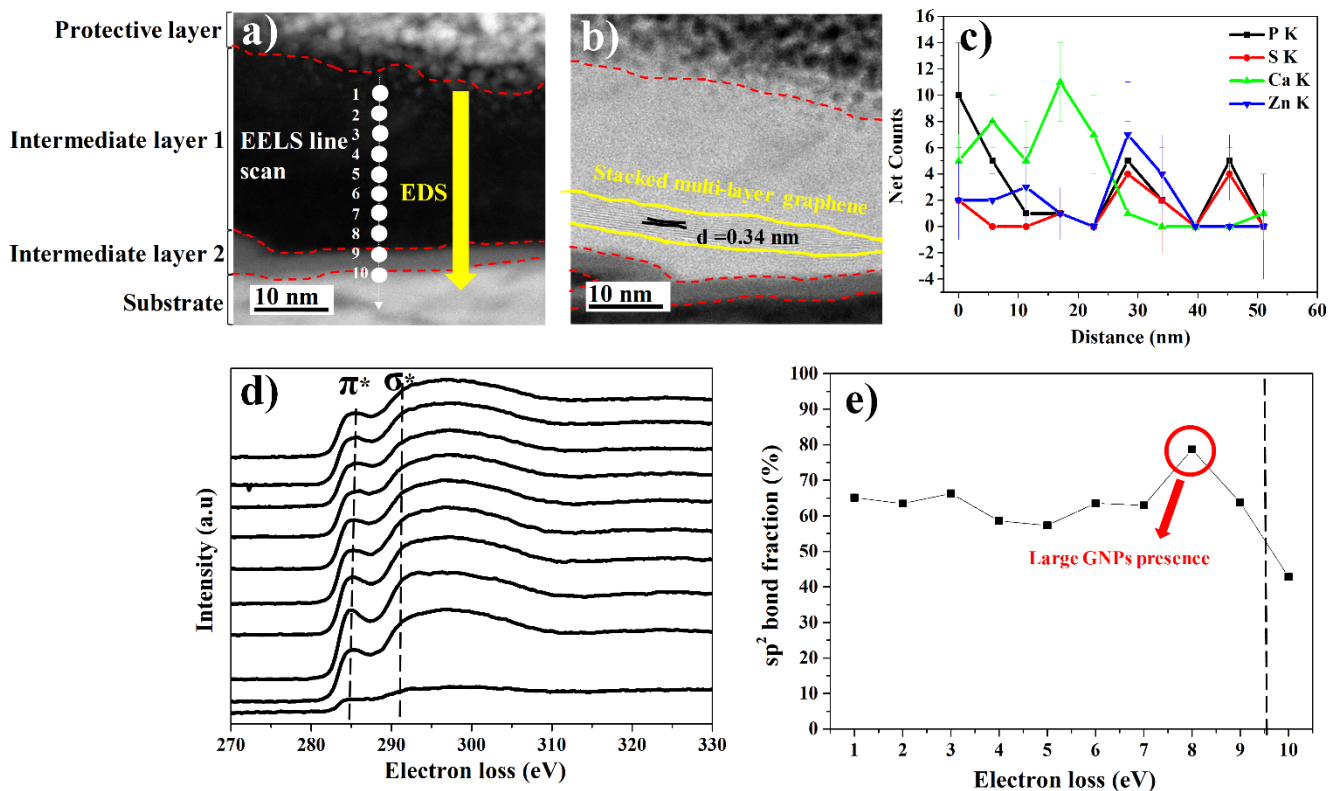 Protective layer
Intermediate layer 1
Intermediate layer 2
Substrate
a)
1
2
3
4
5
6
7
8
9
10
EELS line
scan
EDS
10 nm
b)
Stacked multi-layer graphene
d =0.34 nm
10 nm
c)
P K
S K
Ca K
Zn K
16
14
12
10
8
6
4
2
0
-2
-4
Net Counts
0 10 20 30 40 50 60
Distance (nm)
d)
π* σ*
Intensity (a.u)
270 280 290 300 310 320 330
Electron loss (eV)
e)
100
90
80
70
60
50
40
30
20
10
0
sp² bond fraction (%)
Large GNPs presence
1 2 3 4 5 6 7 8 9 10
Electron loss (eV)